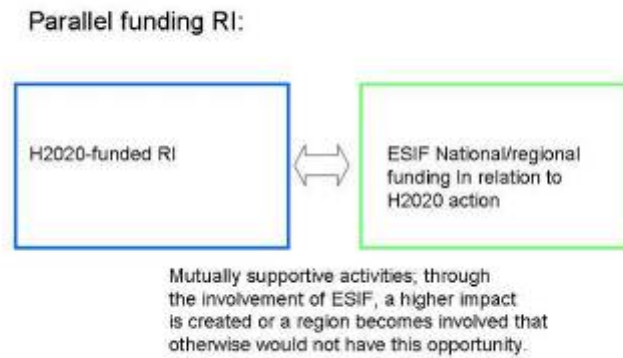 Parallel funding RI:
H2020-funded RI
ESIF National/regional
funding In relation to
H2020 action
Mutually supportive activities; through
the involvement of ESIF, a higher impact
is created or a region becomes involved that
otherwise would not have this opportunity.